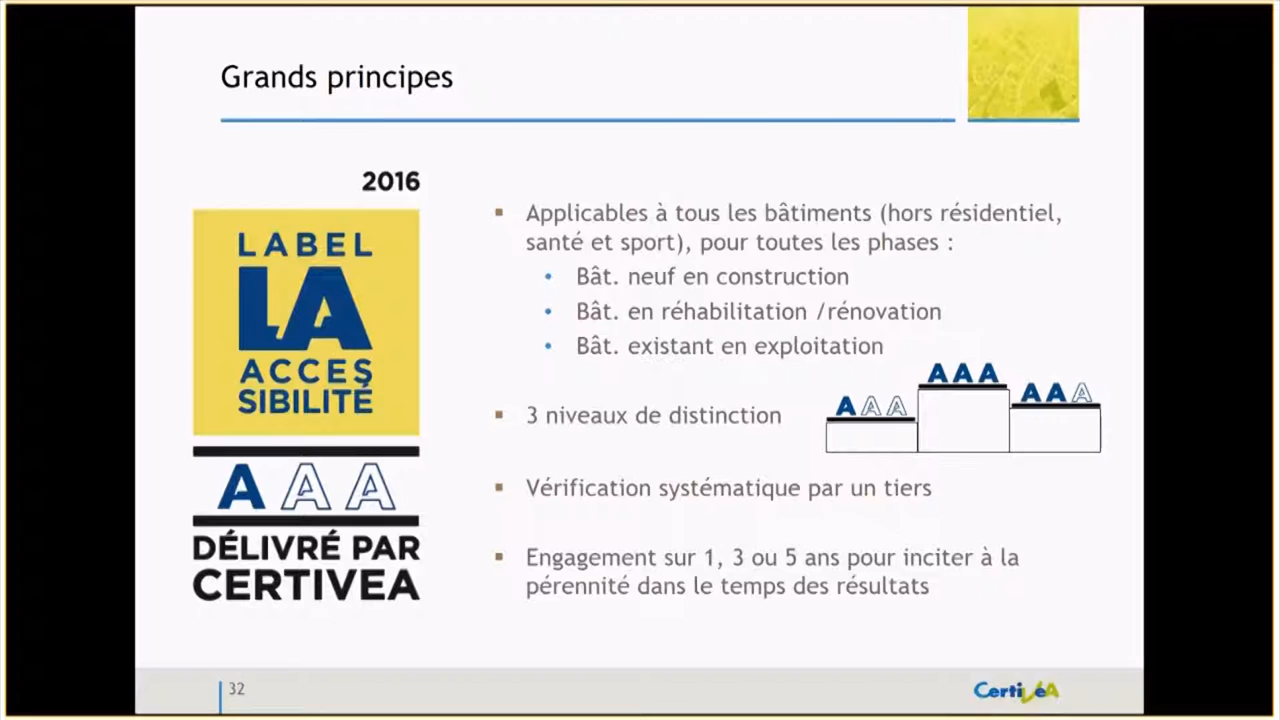 Grands principes
2016
LABEL
LA
ACCES
SIBILITÉ
AAA
DÉLIVRÉ PAR
CERTIVEA
▪ Applicables à tous les bâtiments (hors résidentiel,
santé et sport), pour toutes les phases :
• Bât. neuf en construction
• Bât. en réhabilitation /rénovation
• Bât. existant en exploitation
▪ 3 niveaux de distinction
AAA
AAA
AAA
▪ Vérification systématique par un tiers
▪ Engagement sur 1, 3 ou 5 ans pour inciter à la
pérennité dans le temps des résultats
32
CertiVéA